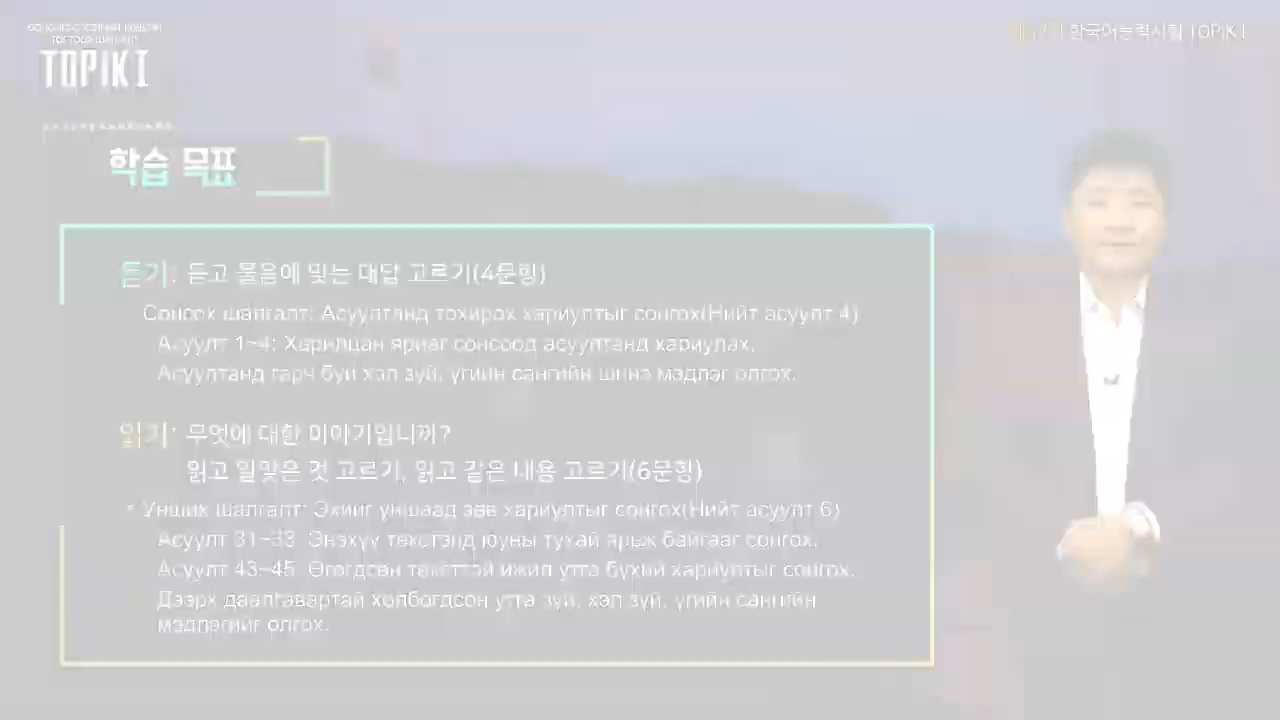 TOPIK I
한국어능력시험 TOPIK I
학습 목표
듣기: 듣고 물음에 맞는 대답 고르기(4문항)
Сонсох шалгалт: Асуултанд тохирох хариултыг сонгох(Нийт асуулт 4)
Асуулт 1~4: Харилцан яриаг сонсоод асуултанд хариулах.
Асуултанд гарч буй хэл зүй, үгийн сангийн шинэ мэдлэг олгох.
읽기: 무엇에 대한 이야기입니까?
읽고 알맞은 것 고르기, 읽고 같은 내용 고르기(6문항)
Унших шалгалт: Эхийг уншаад зөв хариултыг сонгох(Нийт асуулт 6)
Асуулт 31~33: Энэхүү текстэнд юуны тухай ярьж байгааг сонгох.
Асуулт 43~45: Өгөгдсөн тексттэй ижил утга бүхий хариултыг сонгох.
Дээрх даалгавартай холбогдсон утга зүй, хэл зүй, үгийн сангийн
мэдлэгийг олгох.